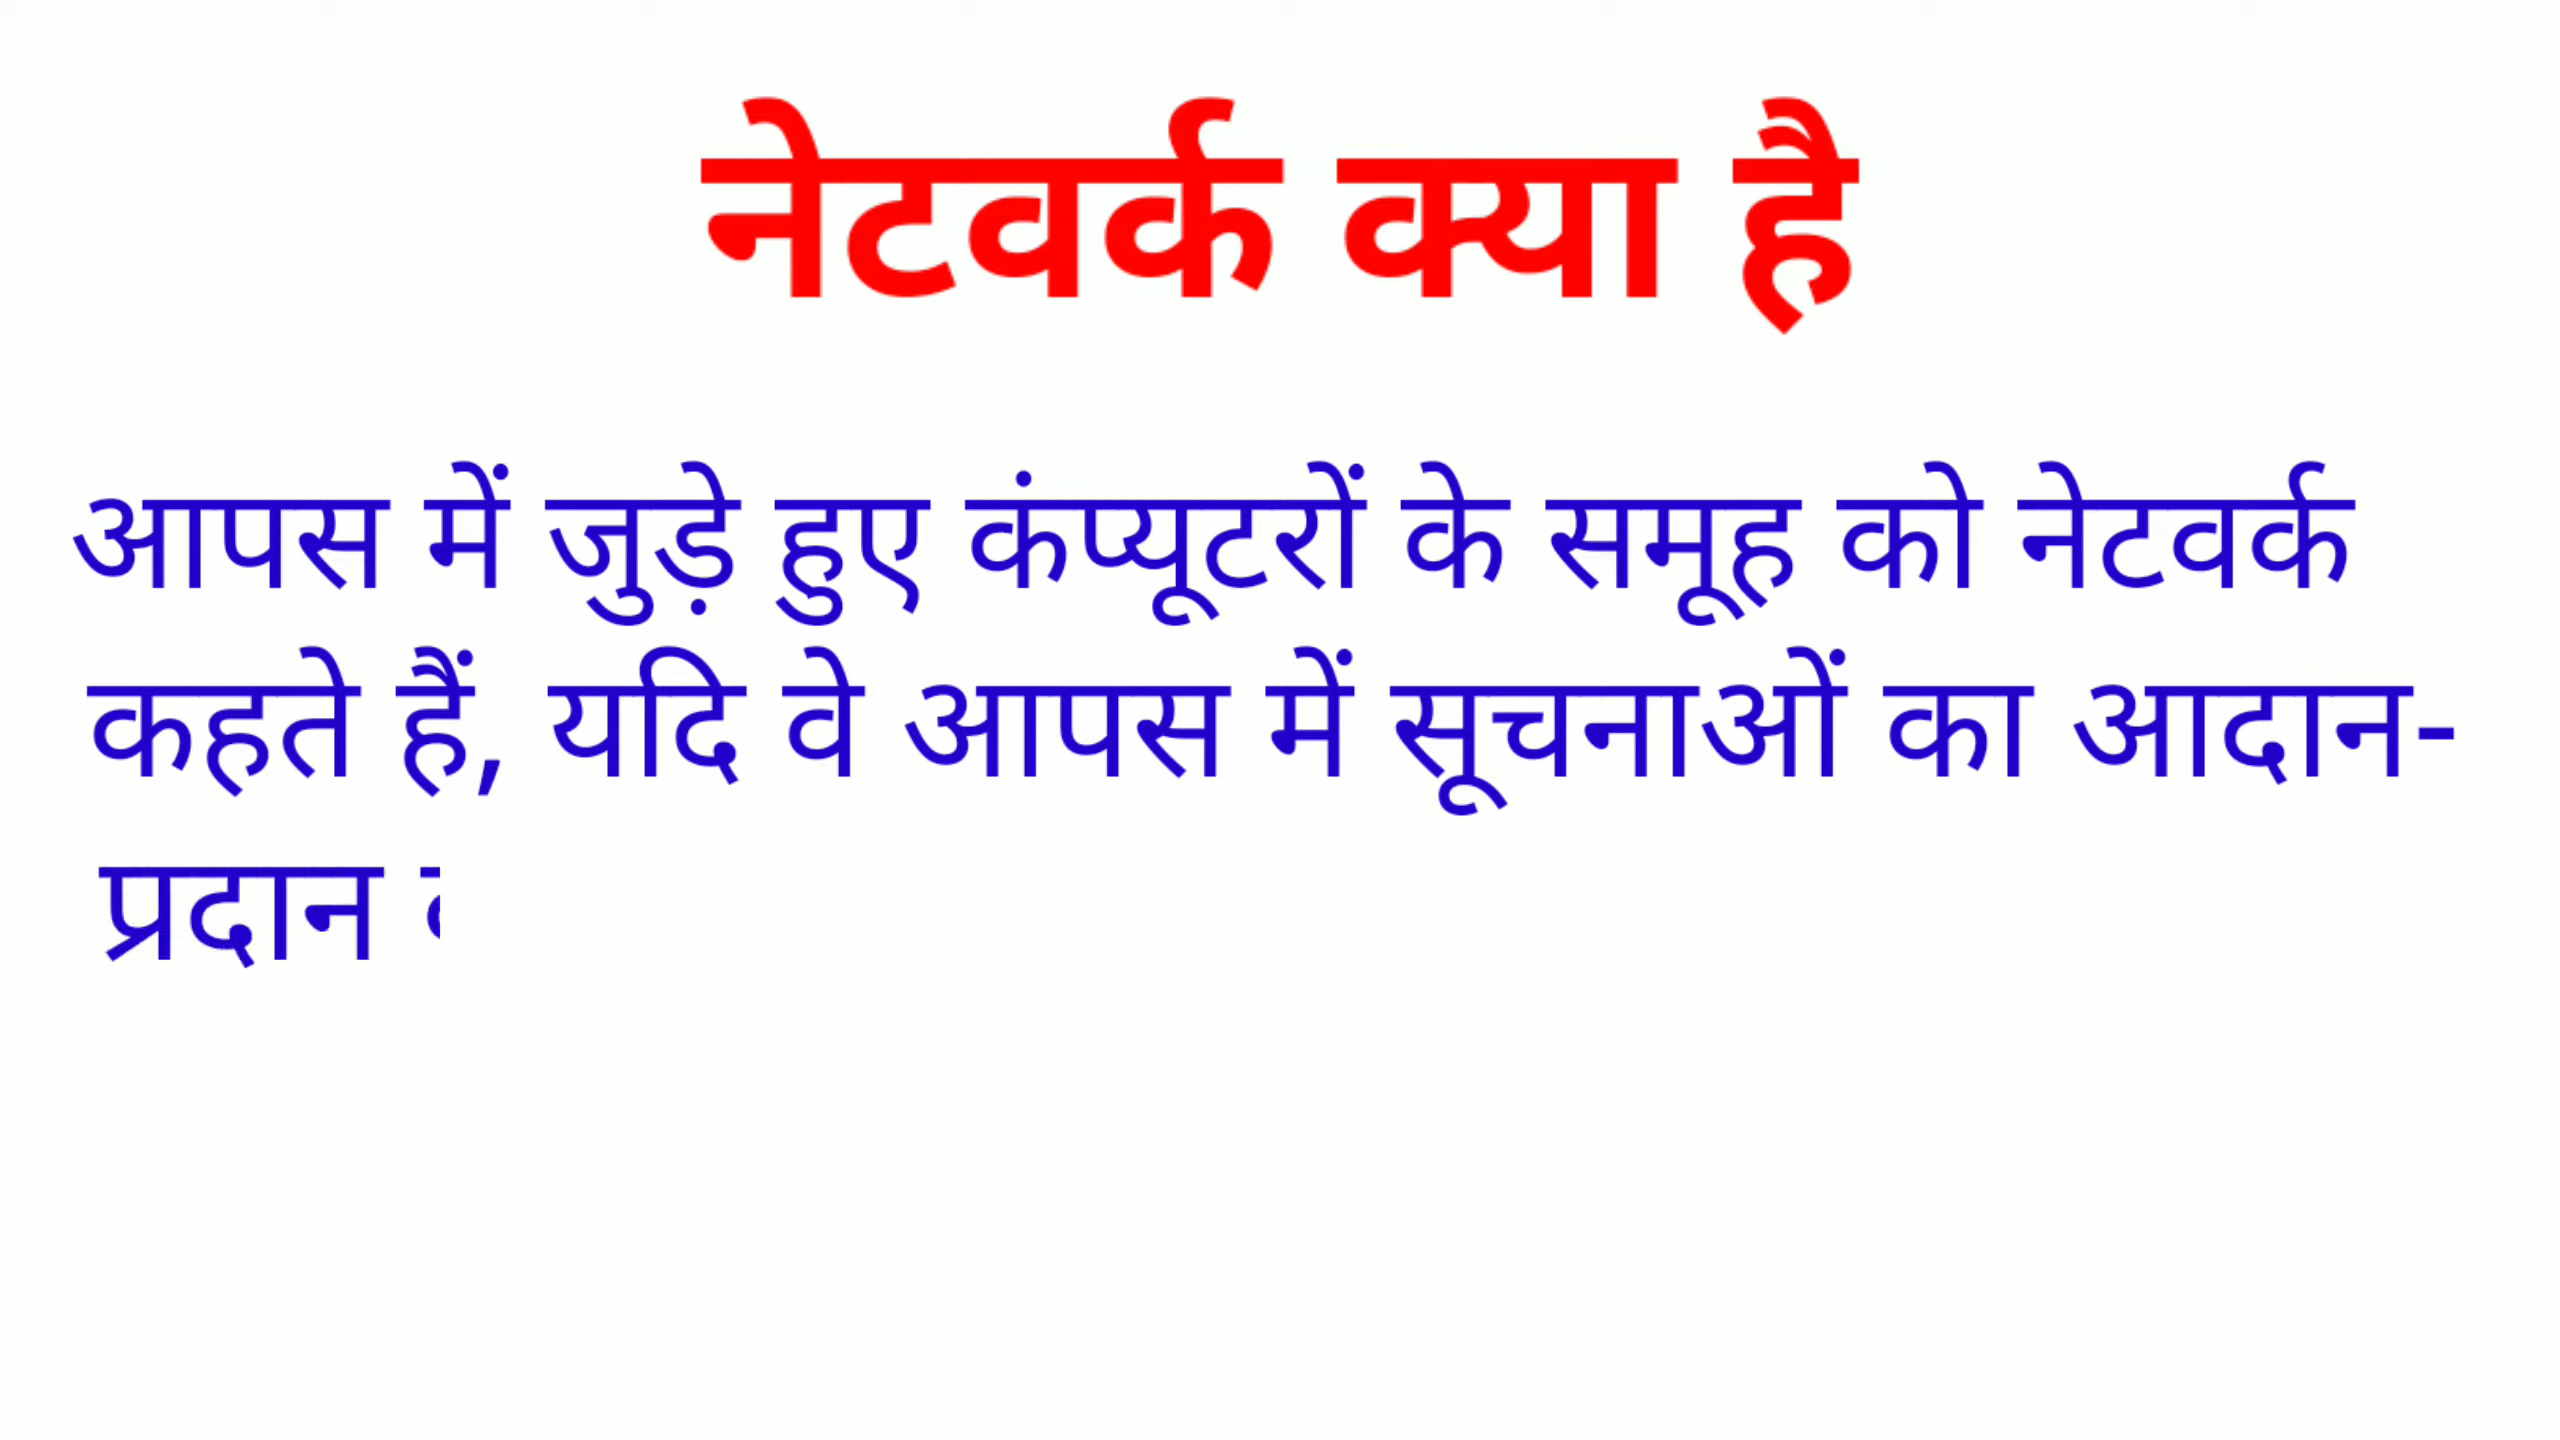 नेटवर्क क्या है
आपस में जुड़े हुए कंप्यूटरों के समूह को नेटवर्क
कहते हैं, यदि वे आपस में सूचनाओं का आदान-
प्रदान